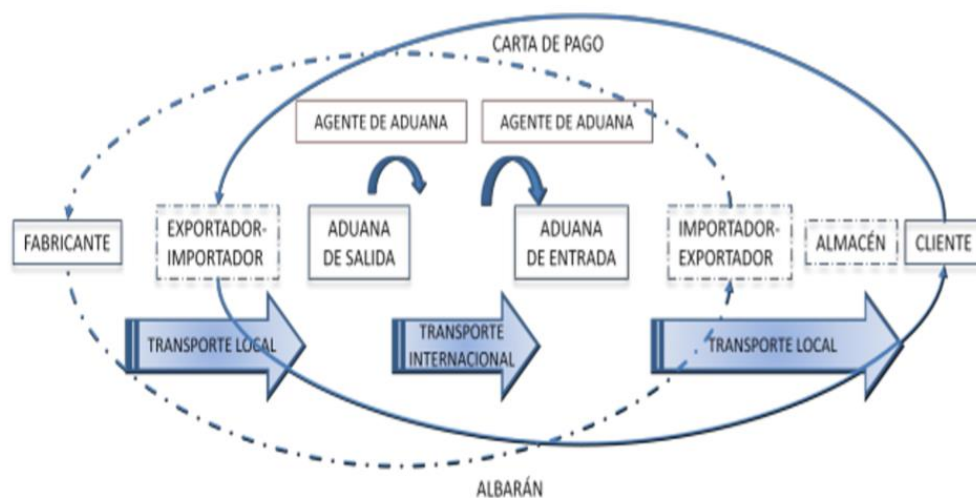 CARTA DE PAGO
AGENTE DE ADUANA
AGENTE DE ADUANA
FABRICANTE
EXPORTADOR-
IMPORTADOR
ADUANA
DE SALIDA
ADUANA
DE ENTRADA
IMPORTADOR-
EXPORTADOR
ALMACÉN
CLIENTE
TRANSPORTE LOCAL
TRANSPORTE
INTERNACIONAL
TRANSPORTE LOCAL
ALBARÁN